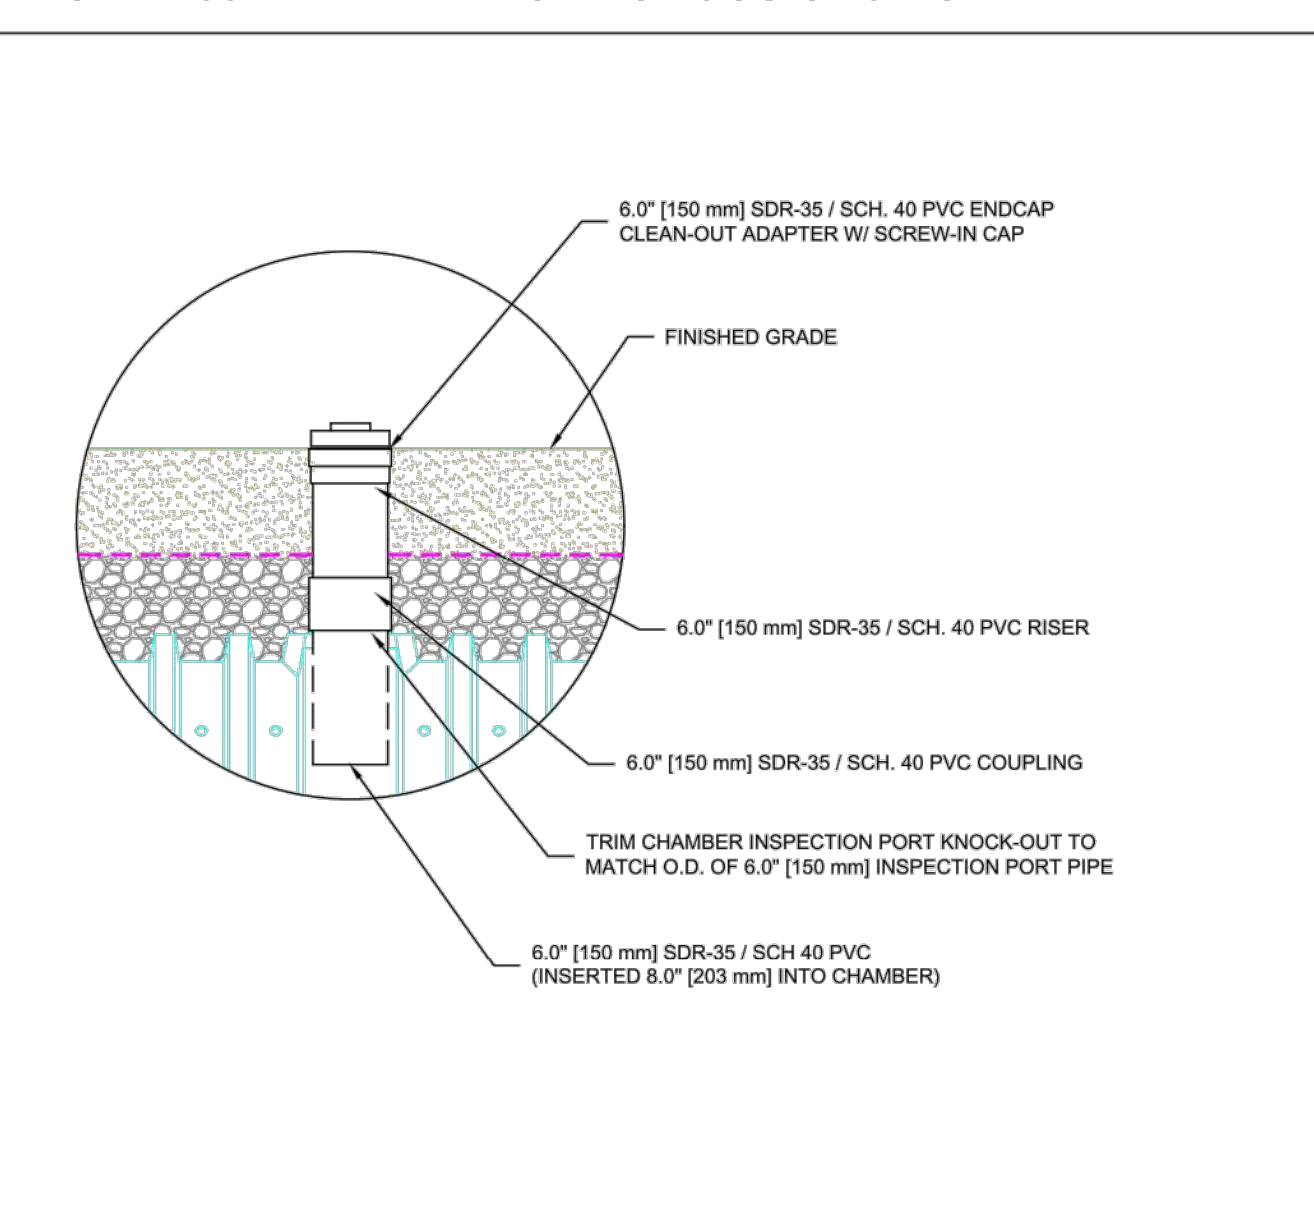 6.0" [150 mm] SDR-35 / SCH. 40 PVC ENDCAP
CLEAN-OUT ADAPTER W/ SCREW-IN CAP
FINISHED GRADE
6.0" [150 mm] SDR-35 / SCH. 40 PVC RISER
6.0" [150 mm] SDR-35 / SCH. 40 PVC COUPLING
TRIM CHAMBER INSPECTION PORT KNOCK-OUT TO
MATCH O.D. OF 6.0" [150 mm] INSPECTION PORT PIPE
6.0" [150 mm] SDR-35 / SCH 40 PVC
(INSERTED 8.0" [203 mm] INTO CHAMBER)